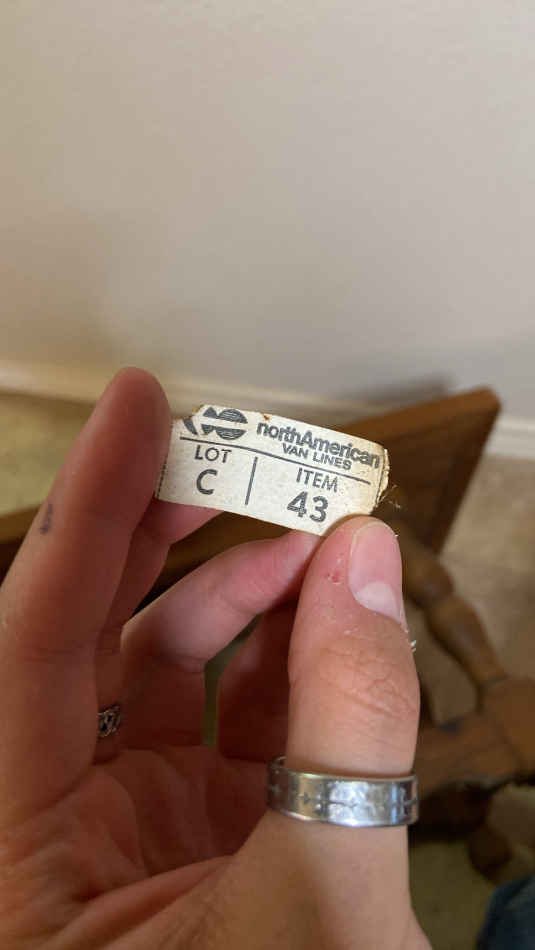 northAmerican
VAN LINES
LOT
C
ITEM
43